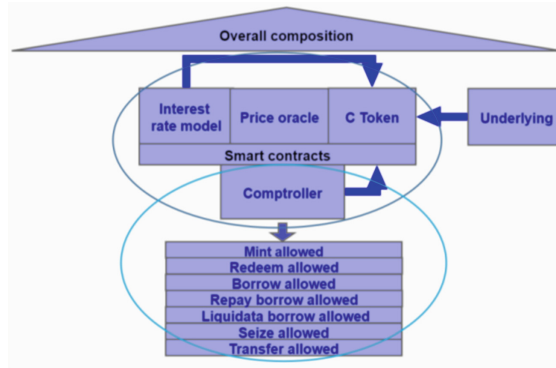 Overall composition
Interest
rate model
Price oracle
C Token
Underlying
Smart contracts
Comptroller
Mint allowed
Redeem allowed
Borrow allowed
Repay borrow allowed
Liquidata borrow allowed
Seize allowed
Transfer allowed